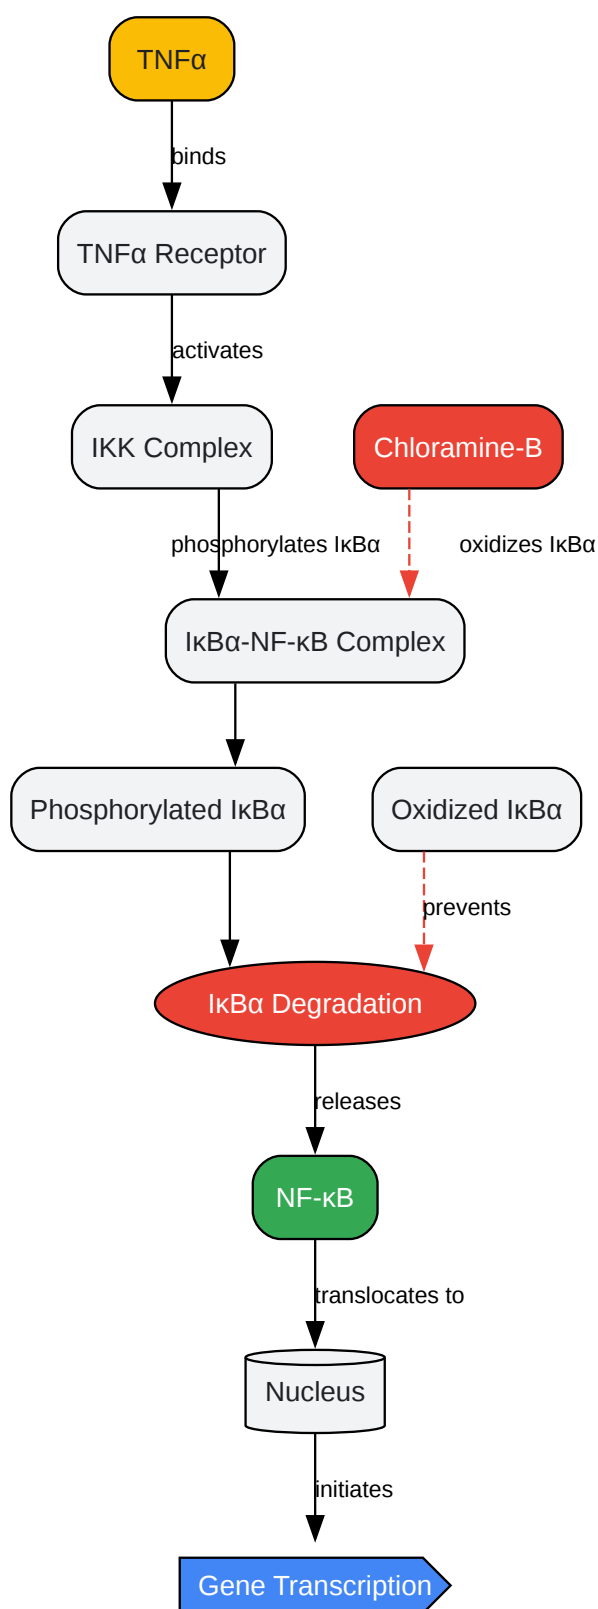 TNFα
binds
TNFα Receptor
activates
IKK Complex
Chloramine-B
phosphorylates IκBα
oxidizes IκBα
IκBα-NF-κB Complex
Phosphorylated IκBα
Oxidized IκBα
prevents
IκBα Degradation
releases
NF-κB
translocates to
Nucleus
initiates
Gene Transcription